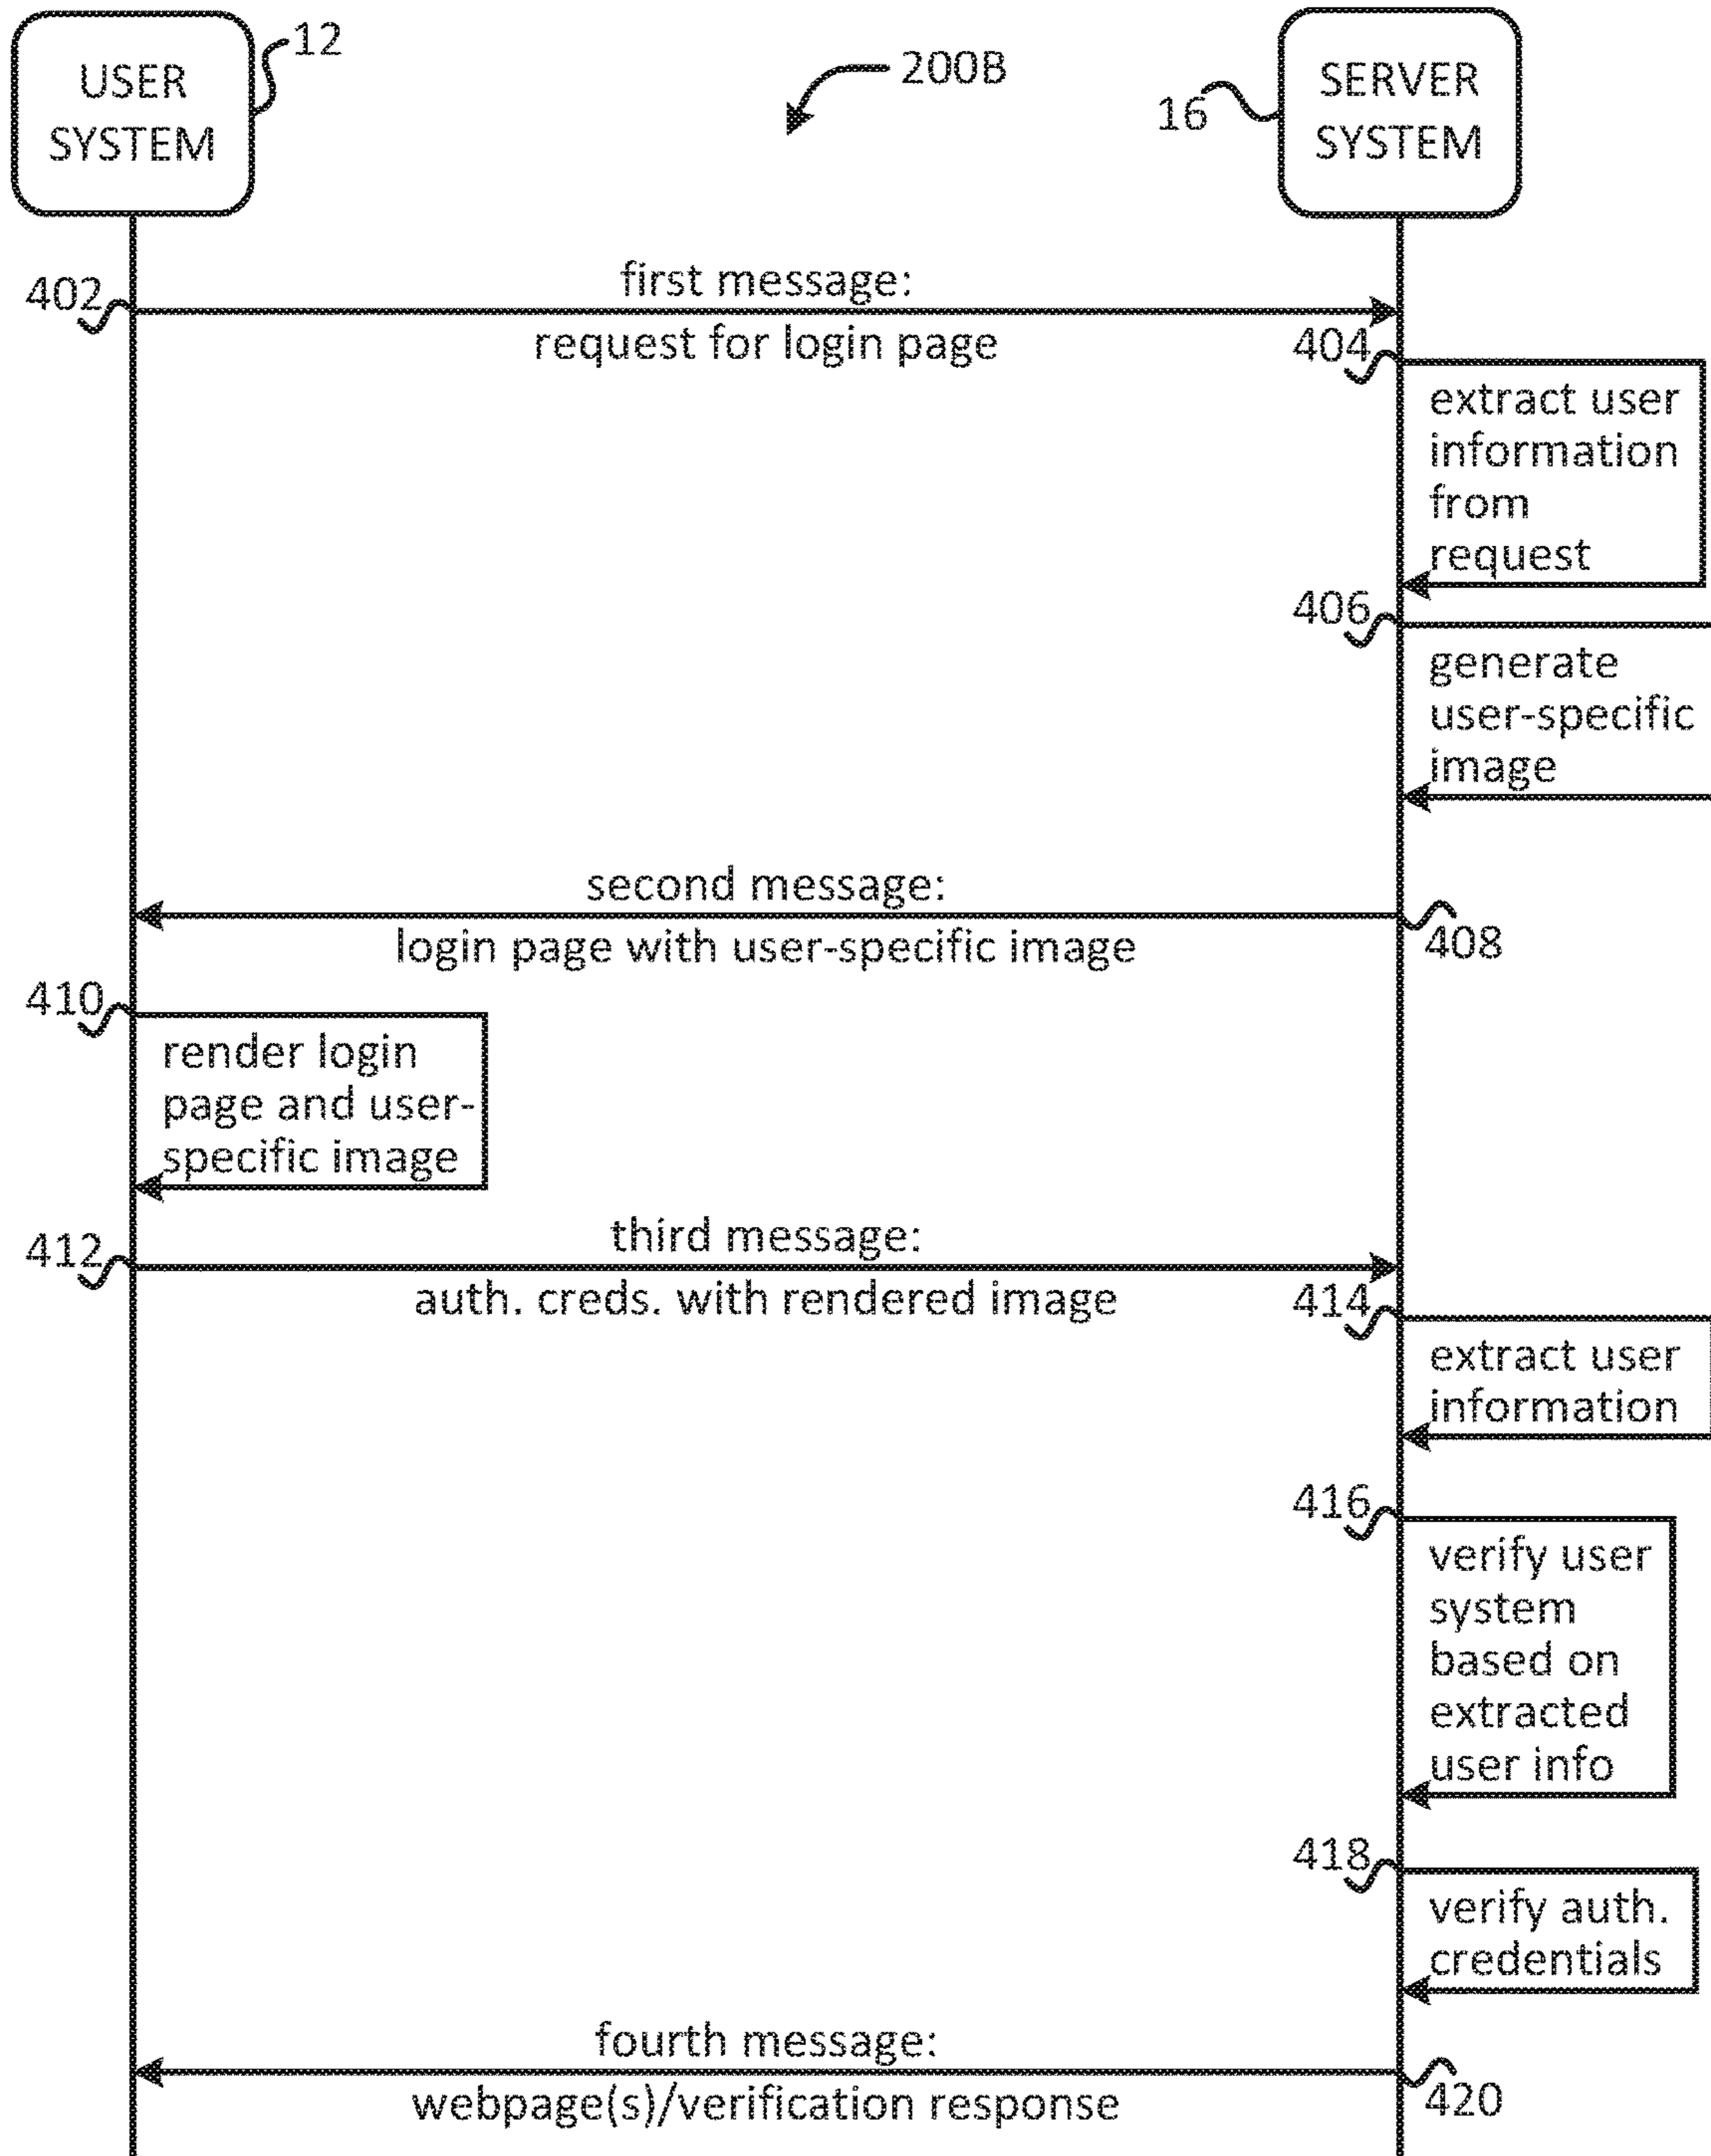 USER
SYSTEM
12
200B
16
SERVER
SYSTEM
402
first message:
request for login page
404
extract user
information
from
request
406
generate
user-specific
image
second message:
login page with user-specific image
408
410
render login
page and user-
specific image
412
third message:
auth. creds. with rendered image
414
extract user
information
416
verify user
system
based on
extracted
user info
418
verify auth.
credentials
fourth message:
webpage(s)/verification response
420